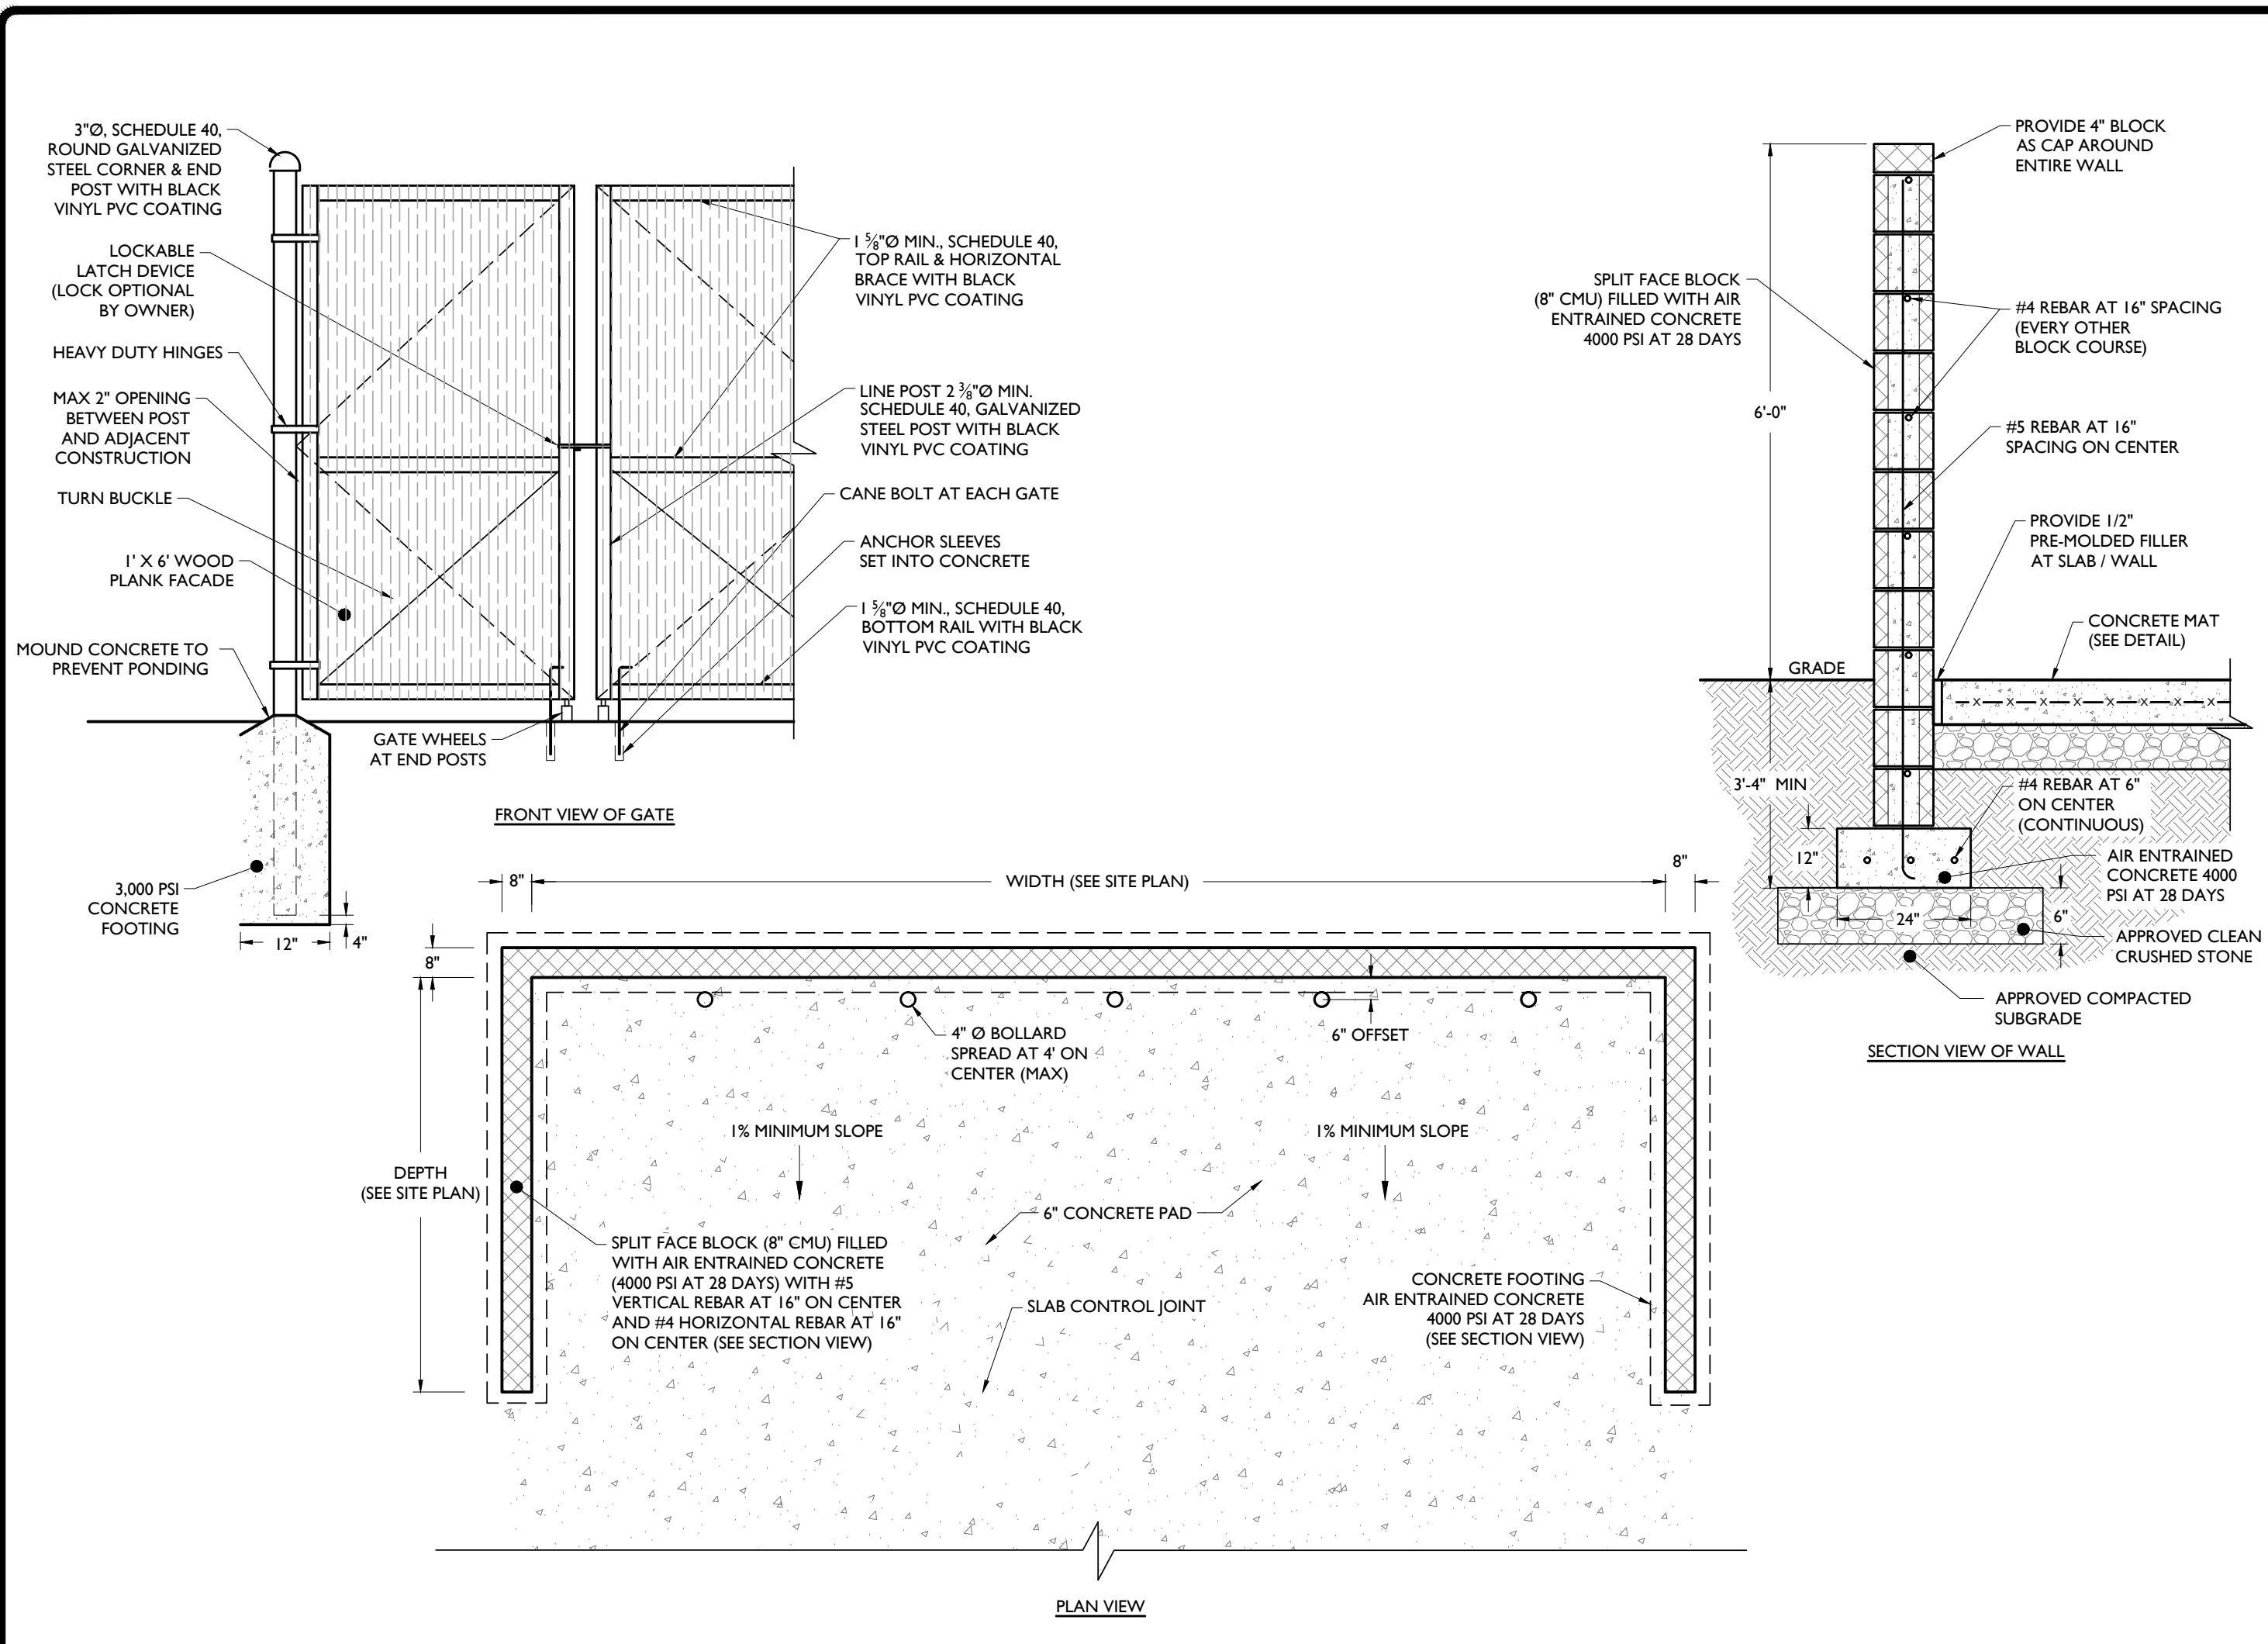 3"Ø, SCHEDULE 40,
ROUND GALVANIZED
STEEL CORNER & END
POST WITH BLACK
VINYL PVC COATING
LOCKABLE
LATCH DEVICE
(LOCK OPTIONAL
BY OWNER)
HEAVY DUTY HINGES
MAX 2" OPENING
BETWEEN POST
AND ADJACENT
CONSTRUCTION
TURN BUCKLE
1' X 6' WOOD
PLANK FACADE
MOUND CONCRETE TO
PREVENT PONDING
3,000 PSI
CONCRETE
FOOTING
12"
4"
GATE WHEELS
AT END POSTS
1 5⁄8"Ø MIN., SCHEDULE 40,
TOP RAIL & HORIZONTAL
BRACE WITH BLACK
VINYL PVC COATING
LINE POST 2 3⁄8"Ø MIN.
SCHEDULE 40, GALVANIZED
STEEL POST WITH BLACK
VINYL PVC COATING
CANE BOLT AT EACH GATE
ANCHOR SLEEVES
SET INTO CONCRETE
1 5⁄8"Ø MIN., SCHEDULE 40,
BOTTOM RAIL WITH BLACK
VINYL PVC COATING
FRONT VIEW OF GATE
PROVIDE 4" BLOCK
AS CAP AROUND
ENTIRE WALL
SPLIT FACE BLOCK
(8" CMU) FILLED WITH AIR
ENTRAINED CONCRETE
4000 PSI AT 28 DAYS
#4 REBAR AT 16" SPACING
(EVERY OTHER
BLOCK COURSE)
6'-0"
#5 REBAR AT 16"
SPACING ON CENTER
PROVIDE 1/2"
PRE-MOLDED FILLER
AT SLAB / WALL
CONCRETE MAT
(SEE DETAIL)
GRADE
X X X X X X X
3'-4" MIN
#4 REBAR AT 6"
ON CENTER
(CONTINUOUS)
12"
AIR ENTRAINED
CONCRETE 4000
PSI AT 28 DAYS
24"
6"
APPROVED CLEAN
CRUSHED STONE
APPROVED COMPACTED
SUBGRADE
SECTION VIEW OF WALL
8"
WIDTH (SEE SITE PLAN)
8"
8"
4" Ø BOLLARD
SPREAD AT 4' ON
CENTER (MAX)
6" OFFSET
1% MINIMUM SLOPE
1% MINIMUM SLOPE
DEPTH
(SEE SITE PLAN)
6" CONCRETE PAD
SPLIT FACE BLOCK (8" CMU) FILLED
WITH AIR ENTRAINED CONCRETE
(4000 PSI AT 28 DAYS) WITH #5
VERTICAL REBAR AT 16" ON CENTER
AND #4 HORIZONTAL REBAR AT 16"
ON CENTER (SEE SECTION VIEW)
SLAB CONTROL JOINT
CONCRETE FOOTING
AIR ENTRAINED CONCRETE
4000 PSI AT 28 DAYS
(SEE SECTION VIEW)
PLAN VIEW